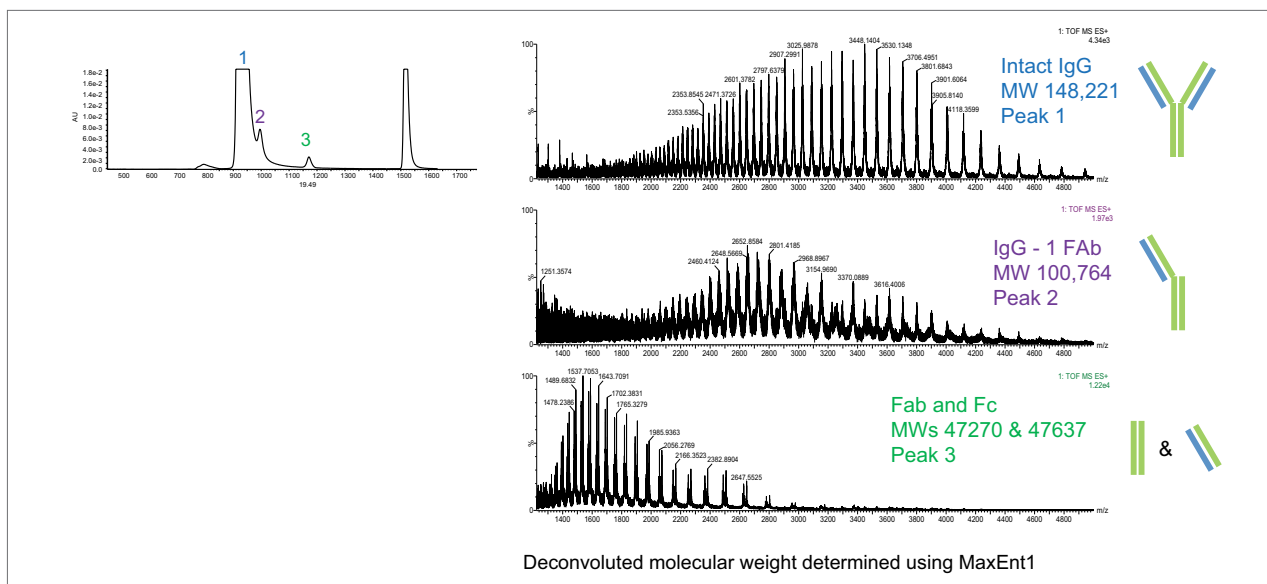 1
2
3
1.8e-2
1.6e-2
1.4e-2
1.2e-2
1.0e-2
8.0e-3
6.0e-3
4.0e-3
2.0e-3
0.0
AU
500 600 700 800 900 1000 1200 1200 1400 1500 1600 1700
19.49
1: TOF MS ES+
4.34e3
100
%
2353.5356
2353.8545
2471.3726
2601.3782
2797.6379
2907.2991
3025.9878
3448.1404
3530.1348
3706.4951
3801.6843
3901.6064
3905.8140
4118.3599
1400 1600 1800 2000 2200 2400 2600 2800 3000 3200 3400 3600 3800 4000 4200 4400 4600 4800
m/z
Intact IgG
MW 148,221
Peak 1
1: TOF MS ES+
1.97e3
100
%
1251.3574
2460.4124
2648.5669
2652.8584
2801.4185
2968.8967
3154.9690
3370.0889
3616.4006
1400 1600 1800 2000 2200 2400 2600 2800 3000 3200 3400 3600 3800 4000 4200 4400 4600 4800
m/z
IgG - 1 FAb
MW 100,764
Peak 2
1: TOF MS ES+
1.22e4
100
%
1478.2386
1489.6832
1537.7053
1643.7091
1702.3831
1765.3279
1985.9363
2056.2769
2166.3523
2382.8904
2647.5525
1400 1600 1800 2000 2200 2400 2600 2800 3000 3200 3400 3600 3800 4000 4200 4400 4600 4800
m/z
Fab and Fc
MWs 47270 & 47637
Peak 3
&
Deconvoluted molecular weight determined using MaxEnt1